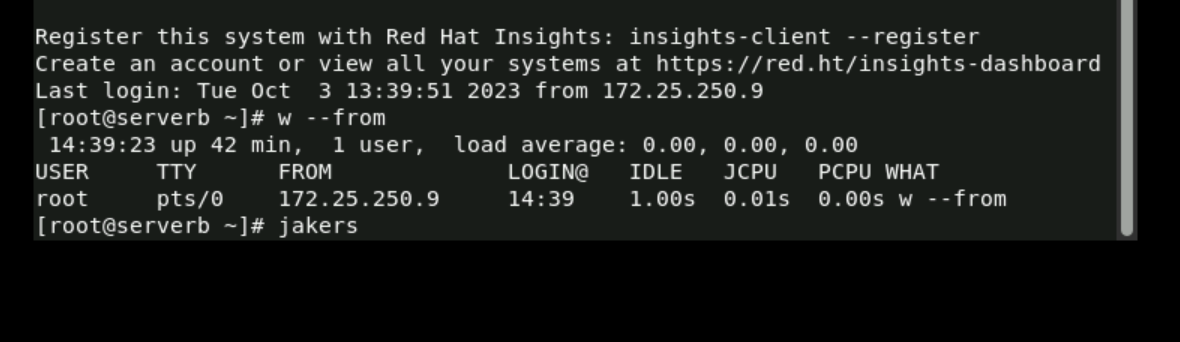 Register this system with Red Hat Insights: insights-client --register
Create an account or view all your systems at https://red.ht/insights-dashboard
Last login: Tue Oct  3 13:39:51 2023 from 172.25.250.9
[root@serverb ~]# w --from
 14:39:23 up 42 min,  1 user,  load average: 0.00, 0.00, 0.00
USER     TTY      FROM             LOGIN@   IDLE   JCPU   PCPU WHAT
root     pts/0    172.25.250.9     14:39    1.00s  0.01s  0.00s w --from
[root@serverb ~]# jakers